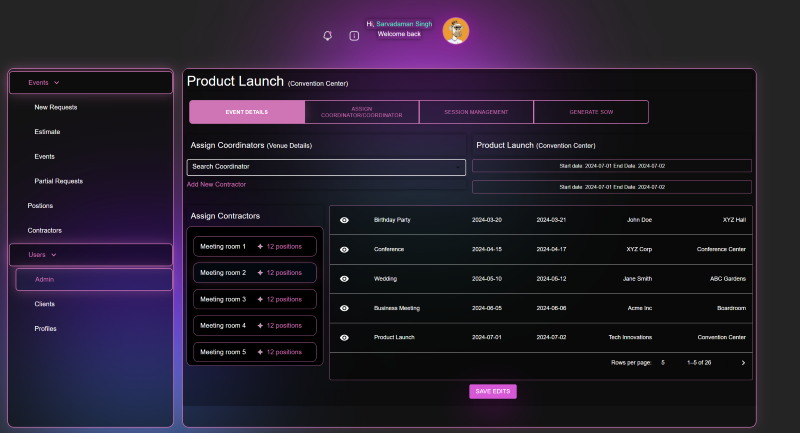 Hi, Sarvadaman Singh
Welcome back
Events
New Requests
Estimate
Events
Partial Requests
Postions
Contractors
Users
Admin
Clients
Profiles
Product Launch (Convention Center)
EVENT DETAILS
ASSIGN
COORDINATOR/COORDINATOR
SESSION MANAGEMENT
GENERATE SOW
Assign Coordinators (Venue Details)
Search Coordinator
Add New Contractor
Product Launch (Convention Center)
Start date: 2024-07-01 End Date: 2024-07-02
Start date: 2024-07-01 End Date: 2024-07-02
Assign Contractors
Meeting room 1 12 positions
Meeting room 2 12 positions
Meeting room 3 12 positions
Meeting room 4 12 positions
Meeting room 5 12 positions
Birthday Party 2024-03-20 2024-03-21 John Doe XYZ Hall
Conference 2024-04-15 2024-04-17 XYZ Corp Conference Center
Wedding 2024-05-10 2024-05-12 Jane Smith ABC Gardens
Business Meeting 2024-06-05 2024-06-06 Acme Inc Boardroom
Product Launch 2024-07-01 2024-07-02 Tech Innovations Convention Center
Rows per page: 5 1–5 of 26
SAVE EDITS